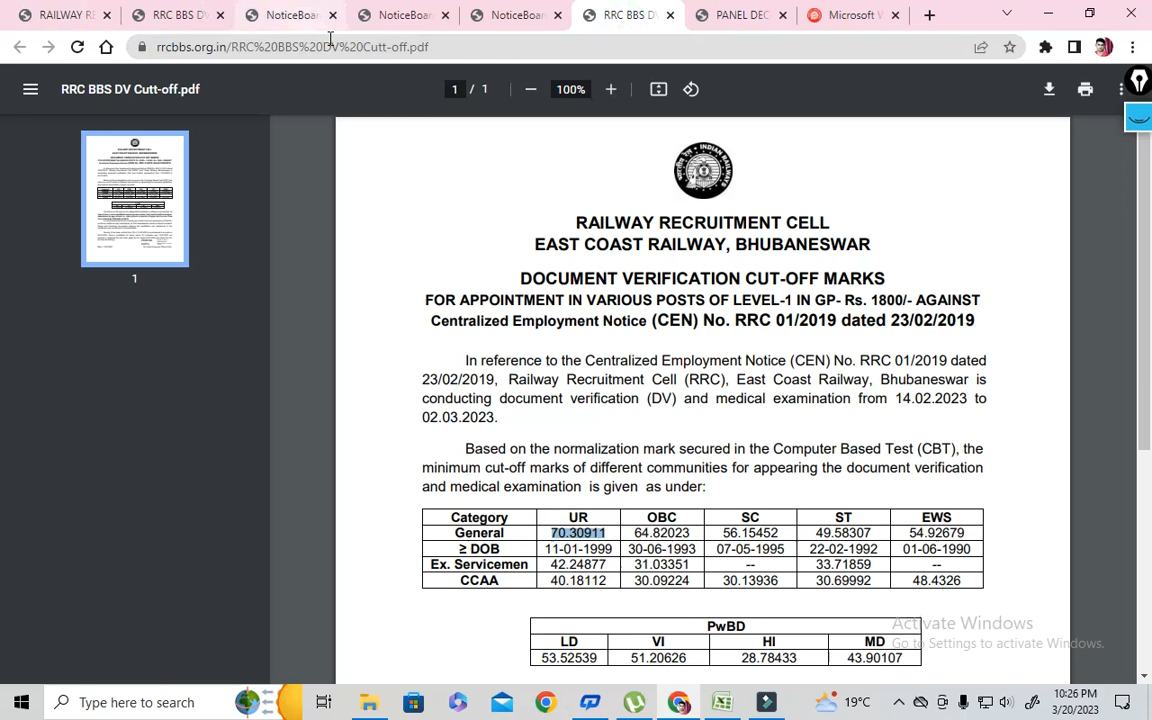 RAILWAY RE
RRC BBS DV
NoticeBoar
NoticeBoar
NoticeBoar
RRC BBS DV
PANEL DEC
Microsoft W
rrcbbs.org.in/RRC%20BBS%20DV%20Cutt-off.pdf
RRC BBS DV Cutt-off.pdf
1 / 1
100%
1
INDIAN RAILWAYS
RAILWAY RECRUITMENT CELL
EAST COAST RAILWAY, BHUBANESWAR
DOCUMENT VERIFICATION CUT-OFF MARKS
FOR APPOINTMENT IN VARIOUS POSTS OF LEVEL-1 IN GP- Rs. 1800/- AGAINST
Centralized Employment Notice (CEN) No. RRC 01/2019 dated 23/02/2019
In reference to the Centralized Employment Notice (CEN) No. RRC 01/2019 dated
23/02/2019, Railway Recruitment Cell (RRC), East Coast Railway, Bhubaneswar is
conducting document verification (DV) and medical examination from 14.02.2023 to
02.03.2023.
Based on the normalization mark secured in the Computer Based Test (CBT), the
minimum cut-off marks of different communities for appearing the document verification
and medical examination is given as under:
Category UR OBC SC ST EWS
General 70.30911 64.82023 56.15452 49.58307 54.92679
≥ DOB 11-01-1999 30-06-1993 07-05-1995 22-02-1992 01-06-1990
Ex. Servicemen 42.24877 31.03351 -- 33.71859 --
CCAA 40.18112 30.09224 30.13936 30.69992 48.4326
PwBD
LD VI HI MD
53.52539 51.20626 28.78433 43.90107
Activate Windows
Go to Settings to activate Windows.
Type here to search
19°C
10:26 PM
3/20/2023